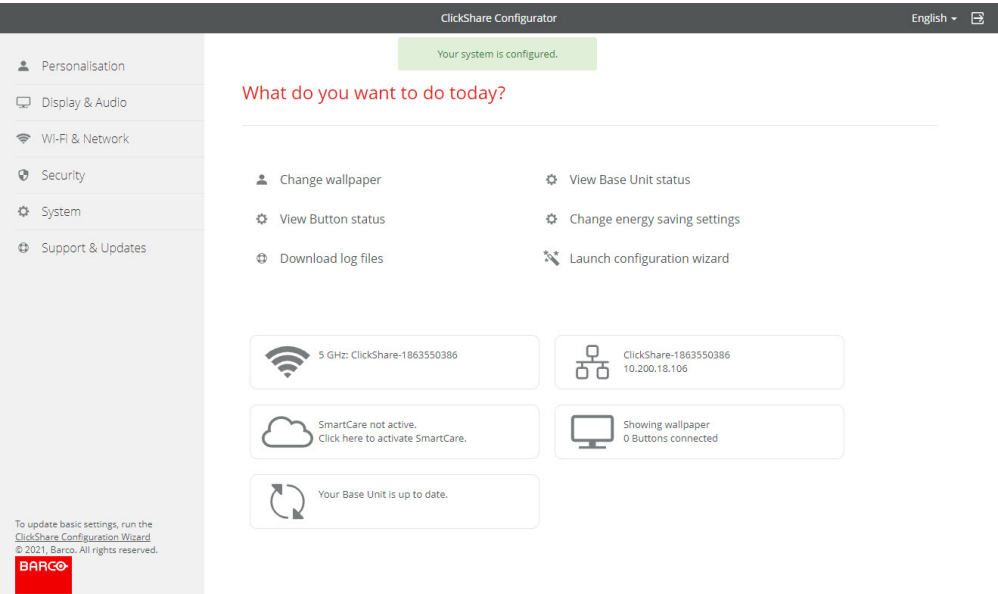 ClickShare Configurator
English
Your system is configured.
Personalisation
Display & Audio
Wi-Fi & Network
Security
System
Support & Updates
What do you want to do today?
Change wallpaper
View Base Unit status
View Button status
Change energy saving settings
Download log files
Launch configuration wizard
5 GHz: ClickShare-1863550386
ClickShare-1863550386
10.200.18.106
SmartCare not active.
Click here to activate SmartCare.
Showing wallpaper
0 Buttons connected
Your Base Unit is up to date.
To update basic settings, run the
ClickShare Configuration Wizard
© 2021, Barco. All rights reserved.
BARCO